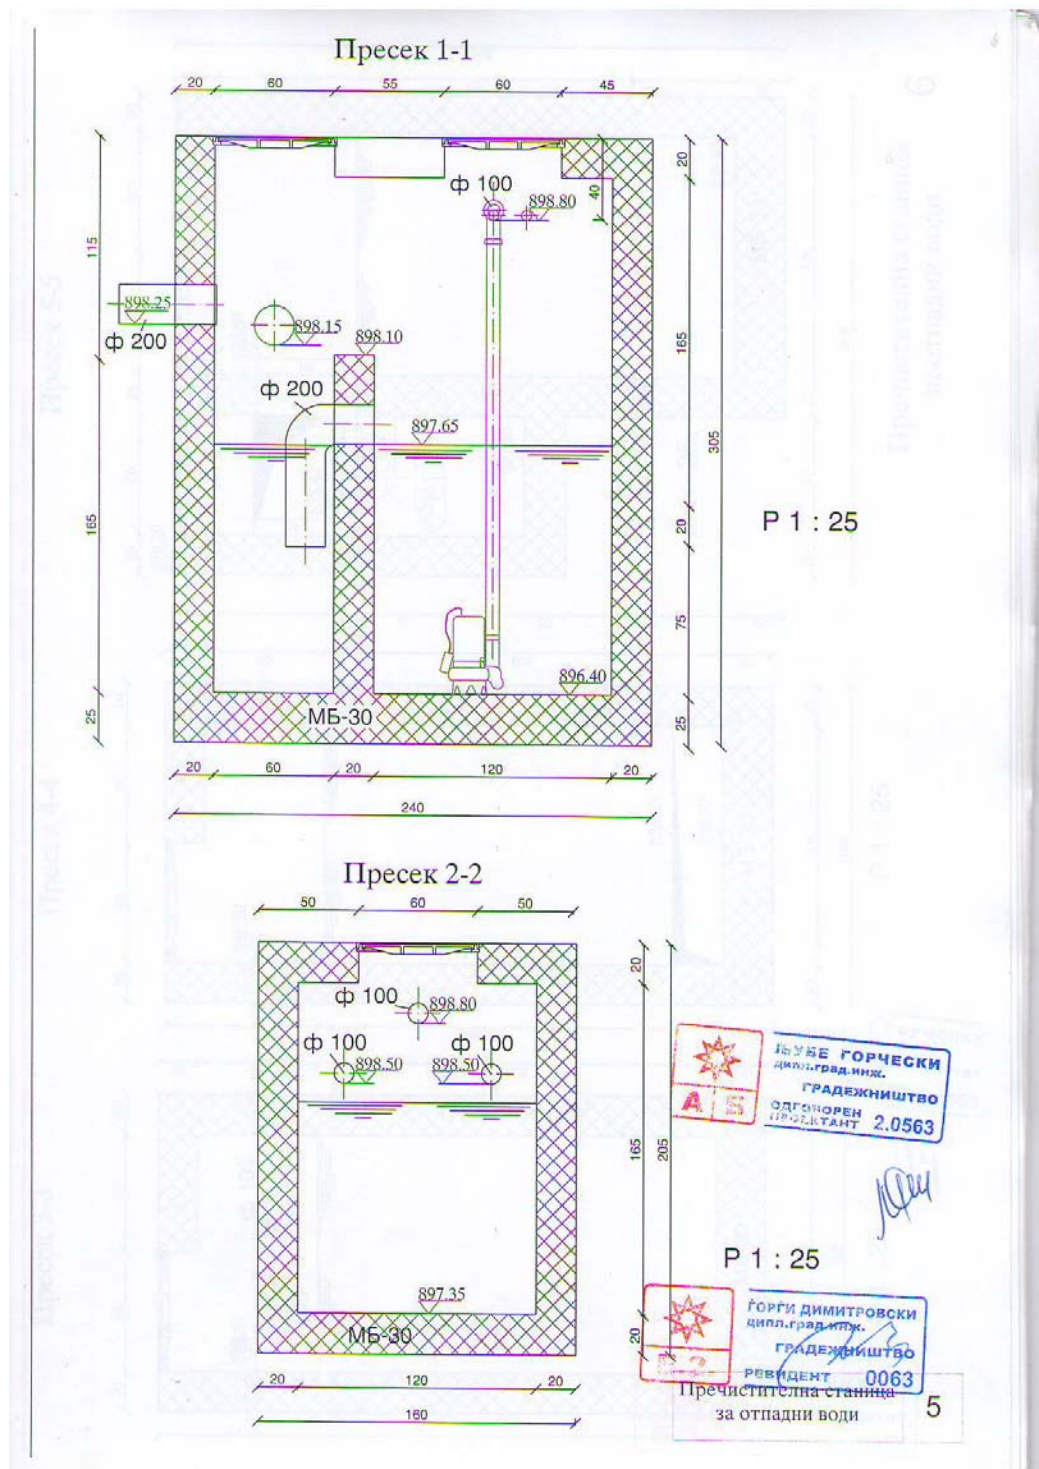 Пресек 1-1
20 60 55 60 45
ф 100
898.80
40
20
115
898.25
ф 200
898.15
898.10
165
ф 200
897.65
305
Р 1 : 25
165
20
75
896.40
МБ-30
25
25
20 60 20 120 20
240
Пресек 2-2
50 60 50
20
ф 100
898.80
ф 100
898.50
898.50
ф 100
165
205
ГОРЧЕСКИ
дипл.град.инж.
ГРАДЕЖНИШТВО
ОДГОВОРЕН
ПРОЕКТАНТ 2.0563
А Б
Р 1 : 25
897.35
МБ-30
20
ЃОРЃИ ДИМИТРОВСКИ
дипл.град.инж.
ГРАДЕЖНИШТВО
РЕВИДЕНТ 0063
20 120 20
160
Пречистителна станица
за отпадни води
5